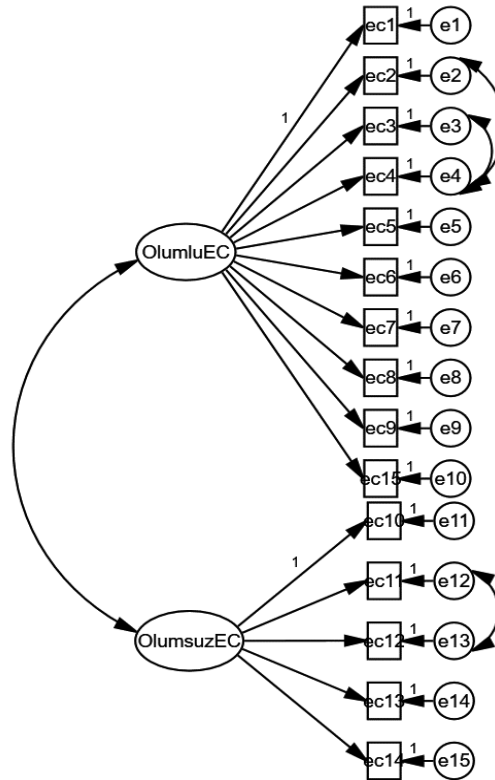 ec1 1 e1
ec2 1 e2
1 ec3 1 e3
ec4 1 e4
OlumluEC ec5 1 e5
ec6 1 e6
ec7 1 e7
ec8 1 e8
ec9 1 e9
ec15 1 e10
ec10 1 e11
1 ec11 1 e12
OlumsuzEC ec12 1 e13
ec13 1 e14
ec14 1 e15